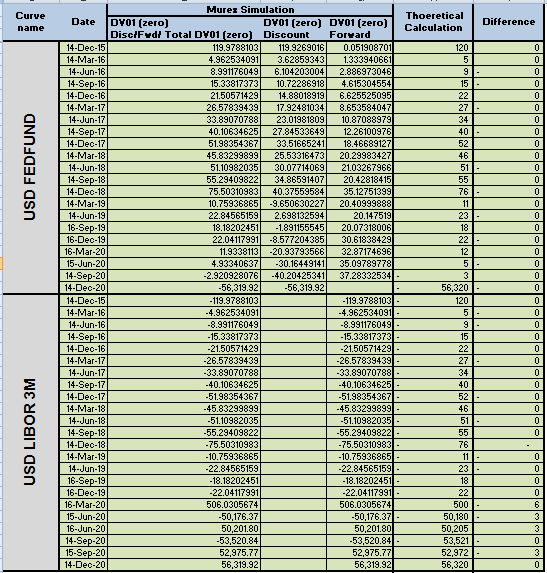 Murex Simulation
Curve name Date DV01 (zero) Disc/Fwd/ Total DV01 (zero) DV01 (zero) Discount DV01 (zero) Forward Thoeretical Calculation Difference
USD FEDFUND
14-Dec-15 119.9788103 119.9269016 0.051908701 120 0
14-Mar-16 4.962534091 3.62859343 1.333940661 5 0
14-Jun-16 8.991176049 6.104203004 2.886973046 9 - 0
14-Sep-16 15.33817373 10.72286918 4.615304554 15 - 0
14-Dec-16 21.50571429 14.88018919 6.625525095 22 0
14-Mar-17 26.57839439 17.92481034 8.653584047 27 - 0
14-Jun-17 33.89070788 23.01981809 10.87088979 34 0
14-Sep-17 40.10634625 27.84533649 12.26100976 40 - 0
14-Dec-17 51.98354367 33.51665241 18.46689127 52 0
14-Mar-18 45.83299899 25.53316473 20.29983427 46 0
14-Jun-18 51.10982035 30.07714069 21.03267966 51 - 0
14-Sep-18 55.29409822 34.86591407 20.42818415 55 0
14-Dec-18 75.50310983 40.37559584 35.12751399 76 - 0
14-Mar-19 10.75936865 -9.650630227 20.40999888 11 0
14-Jun-19 22.84565159 2.698132594 20.147519 23 - 0
16-Sep-19 18.18202451 -1.891155545 20.07318006 18 0
16-Dec-19 22.04117991 -8.577204385 30.61838429 22 - 0
16-Mar-20 11.9338113 -20.93793566 32.87174696 12 0
15-Jun-20 4.93340637 -30.16449141 35.09789778 5 - 0
14-Sep-20 -2.920928076 -40.20425341 37.28332534 - 3 0
14-Dec-20 -56,319.92 -56,319.92 - 56,320 - 0
USD LIBOR 3M
14-Dec-15 -119.9788103 -119.9788103 - 120 0
14-Mar-16 -4.962534091 -4.962534091 - 5 - 0
14-Jun-16 -8.991176049 -8.991176049 - 9 - 0
14-Sep-16 -15.33817373 -15.33817373 - 15 0
14-Dec-16 -21.50571429 -21.50571429 - 22 0
14-Mar-17 -26.57839439 -26.57839439 - 27 - 0
14-Jun-17 -33.89070788 -33.89070788 - 34 0
14-Sep-17 -40.10634625 -40.10634625 - 40 0
14-Dec-17 -51.98354367 -51.98354367 - 52 - 0
14-Mar-18 -45.83299899 -45.83299899 - 46 0
14-Jun-18 -51.10982035 -51.10982035 - 51 - 0
14-Sep-18 -55.29409822 -55.29409822 - 55 0
14-Dec-18 -75.50310983 -75.50310983 - 76 -
14-Mar-19 -10.75936865 -10.75936865 - 11 - 0
14-Jun-19 -22.84565159 -22.84565159 - 23 - 0
16-Sep-19 -18.18202451 -18.18202451 - 18 0
16-Dec-19 -22.04117991 -22.04117991 - 22 0
16-Mar-20 506.0305674 506.0305674 500 - 6
15-Jun-20 -50,176.37 -50,176.37 - 50,180 - 3
16-Jun-20 50,201.80 50,201.80 50,205 3
14-Sep-20 -53,520.84 -53,520.84 - 53,521 - 0
15-Sep-20 52,975.77 52,975.77 52,972 - 3
14-Dec-20 56,319.92 56,319.92 56,320 0